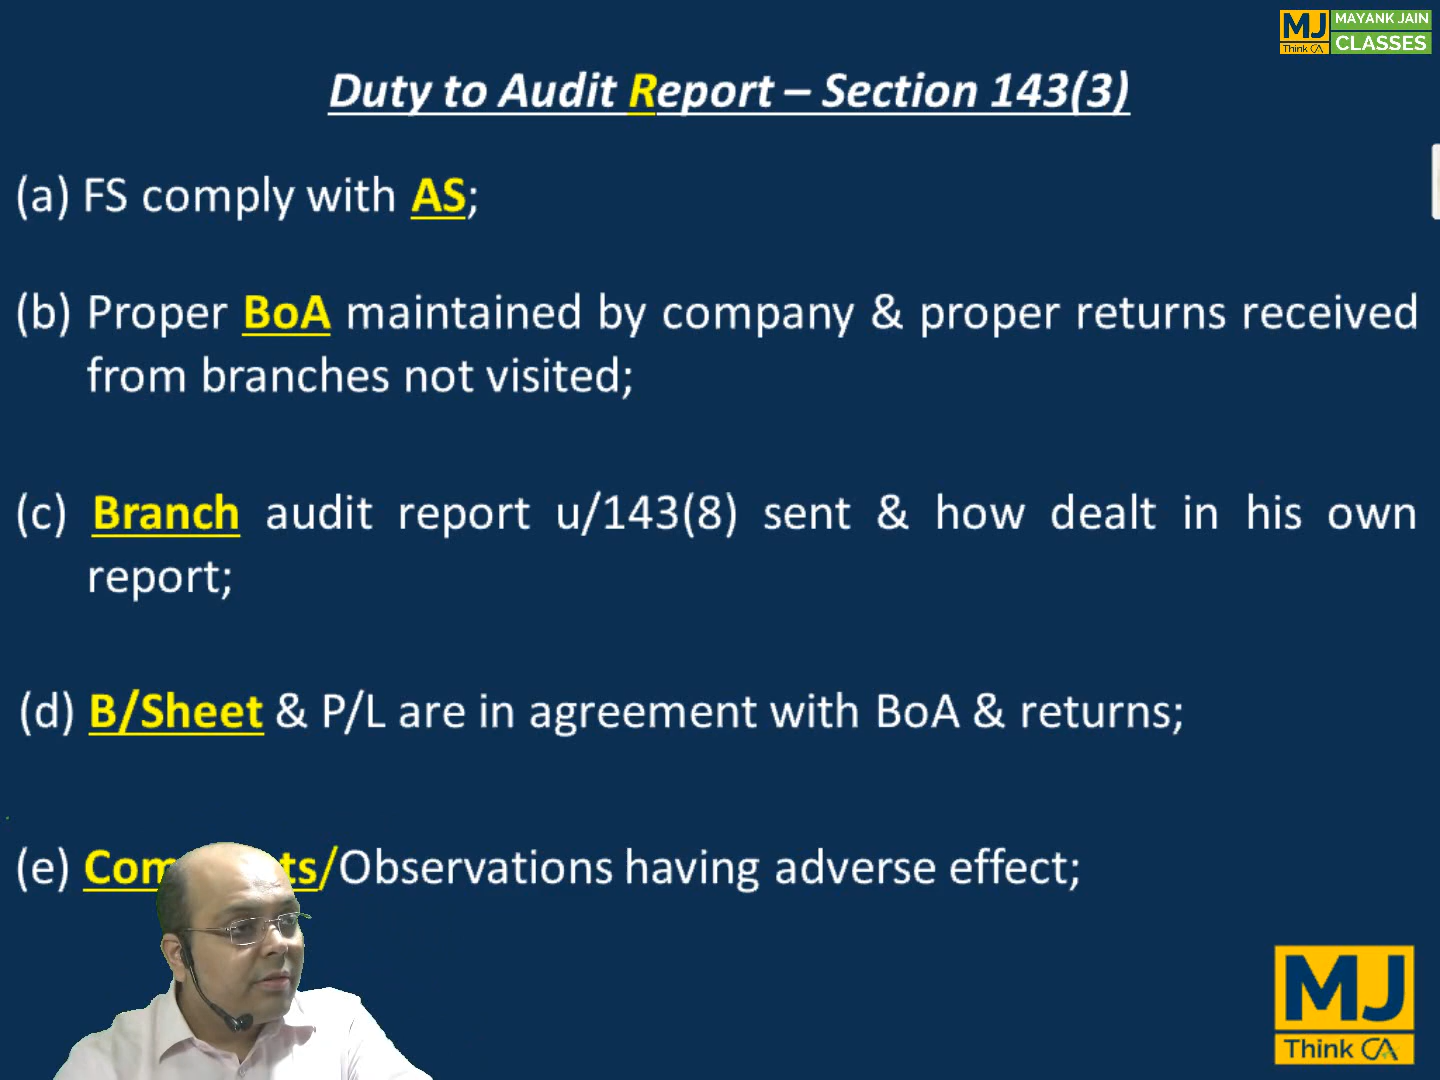 MJ
Think CA
MAYANK JAIN
CLASSES
Duty to Audit Report – Section 143(3)
(a) FS comply with AS;
(b) Proper BoA maintained by company & proper returns received
from branches not visited;
(c) Branch audit report u/143(8) sent & how dealt in his own
report;
(d) B/Sheet & P/L are in agreement with BoA & returns;
(e) /Observations having adverse effect;
MJ
Think CA